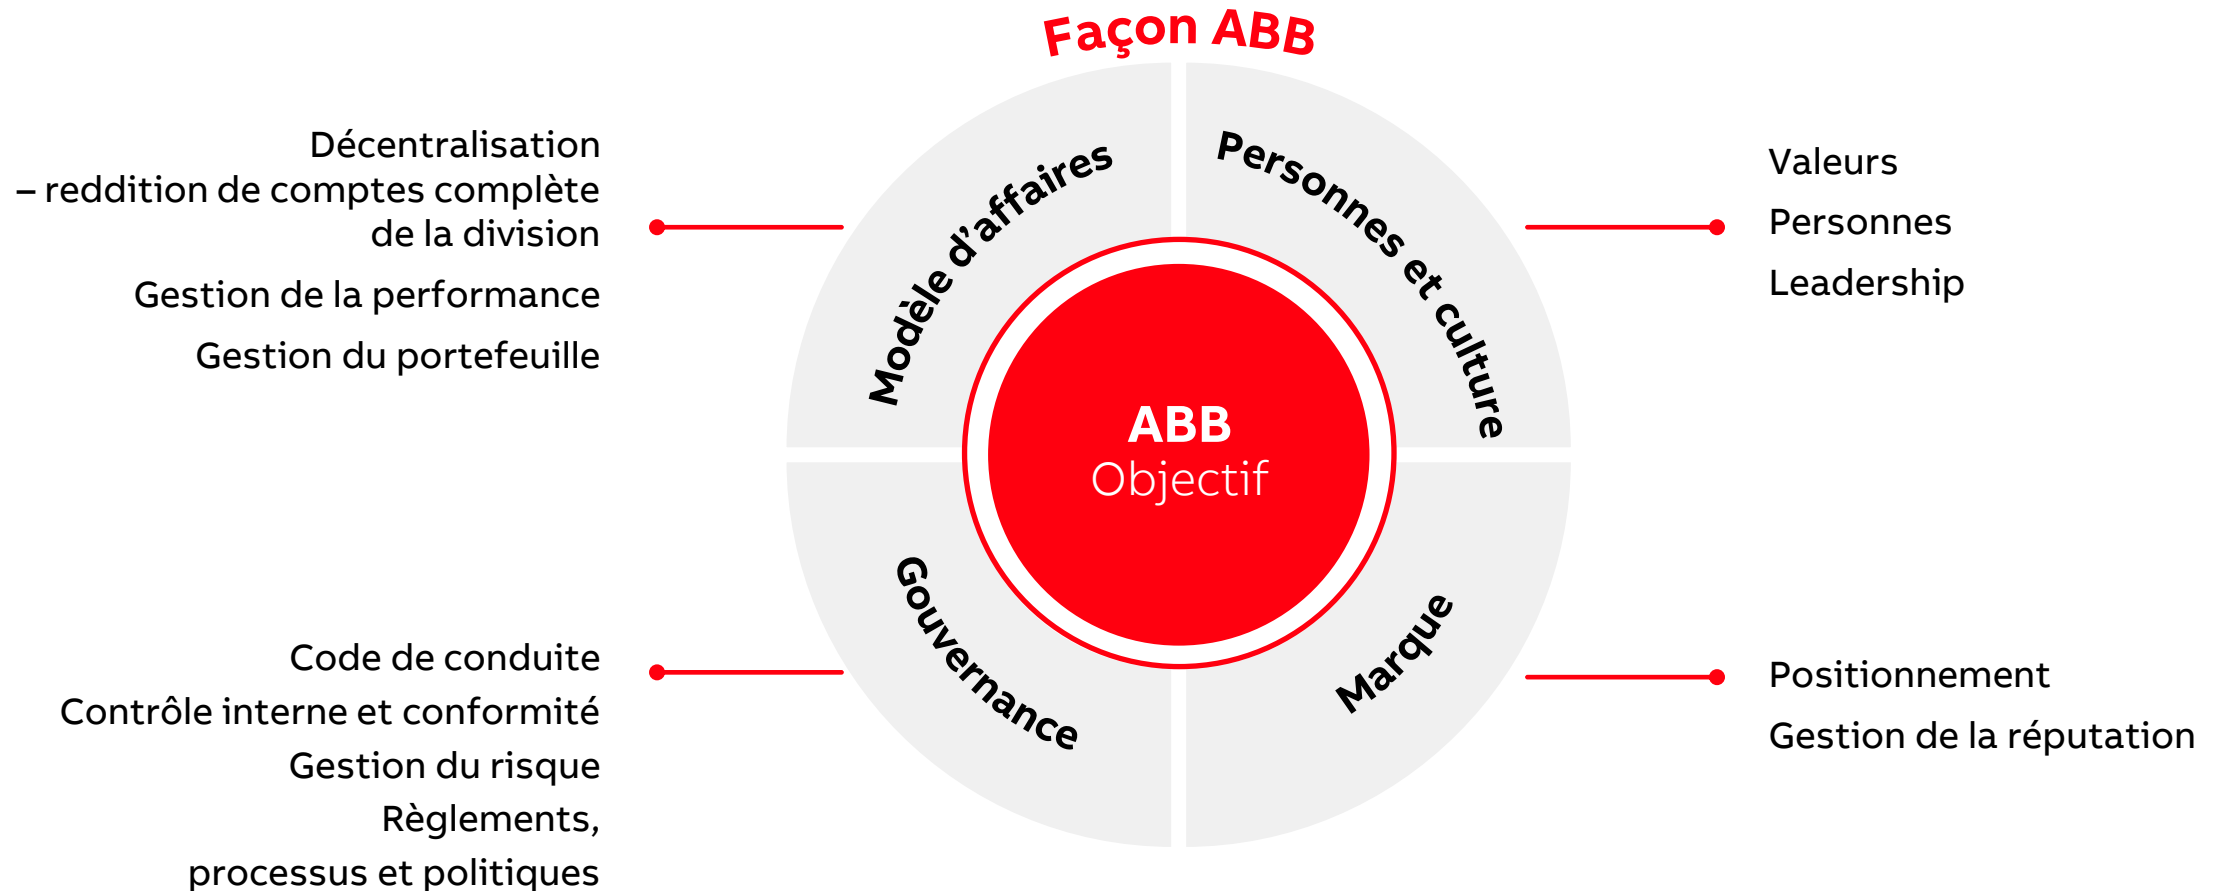 Façon ABB
Décentralisation
– reddition de comptes complète
de la division
Gestion de la performance
Gestion du portefeuille
Modèle d’affaires
Personnes et culture
Valeurs
Personnes
Leadership
ABB
Objectif
Code de conduite
Contrôle interne et conformité
Gestion du risque
Règlements,
processus et politiques
Gouvernance
Marque
Positionnement
Gestion de la réputation